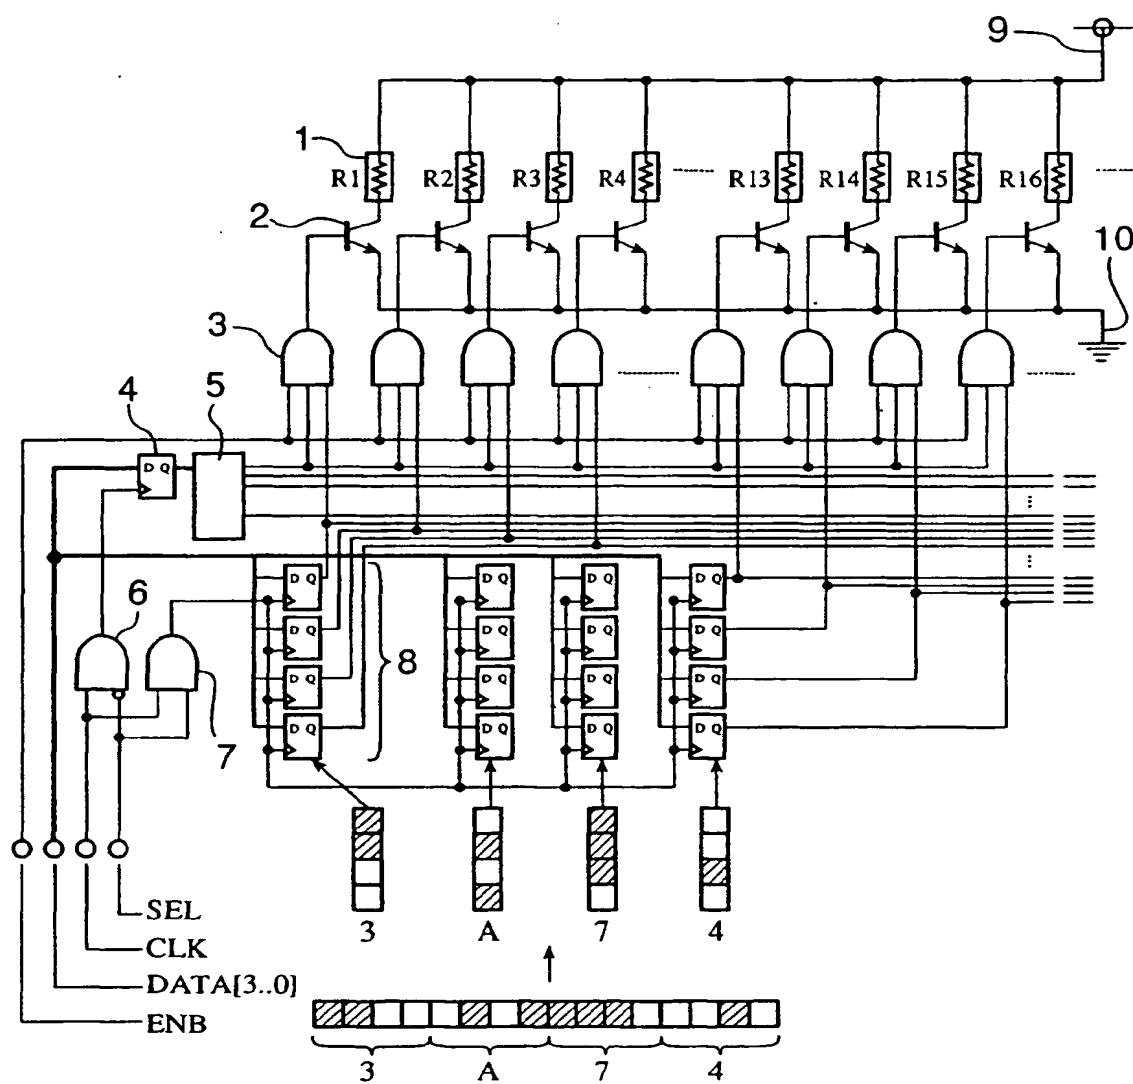 9
1
R1 R2 R3 R4 R13 R14 R15 R16
2
10
3
4
5
D Q
6
7
8
D Q D Q D Q D Q
D Q D Q D Q D Q
D Q D Q D Q D Q
D Q D Q D Q D Q
3 A 7 4
SEL
CLK
DATA[3..0]
ENB
3 A 7 4